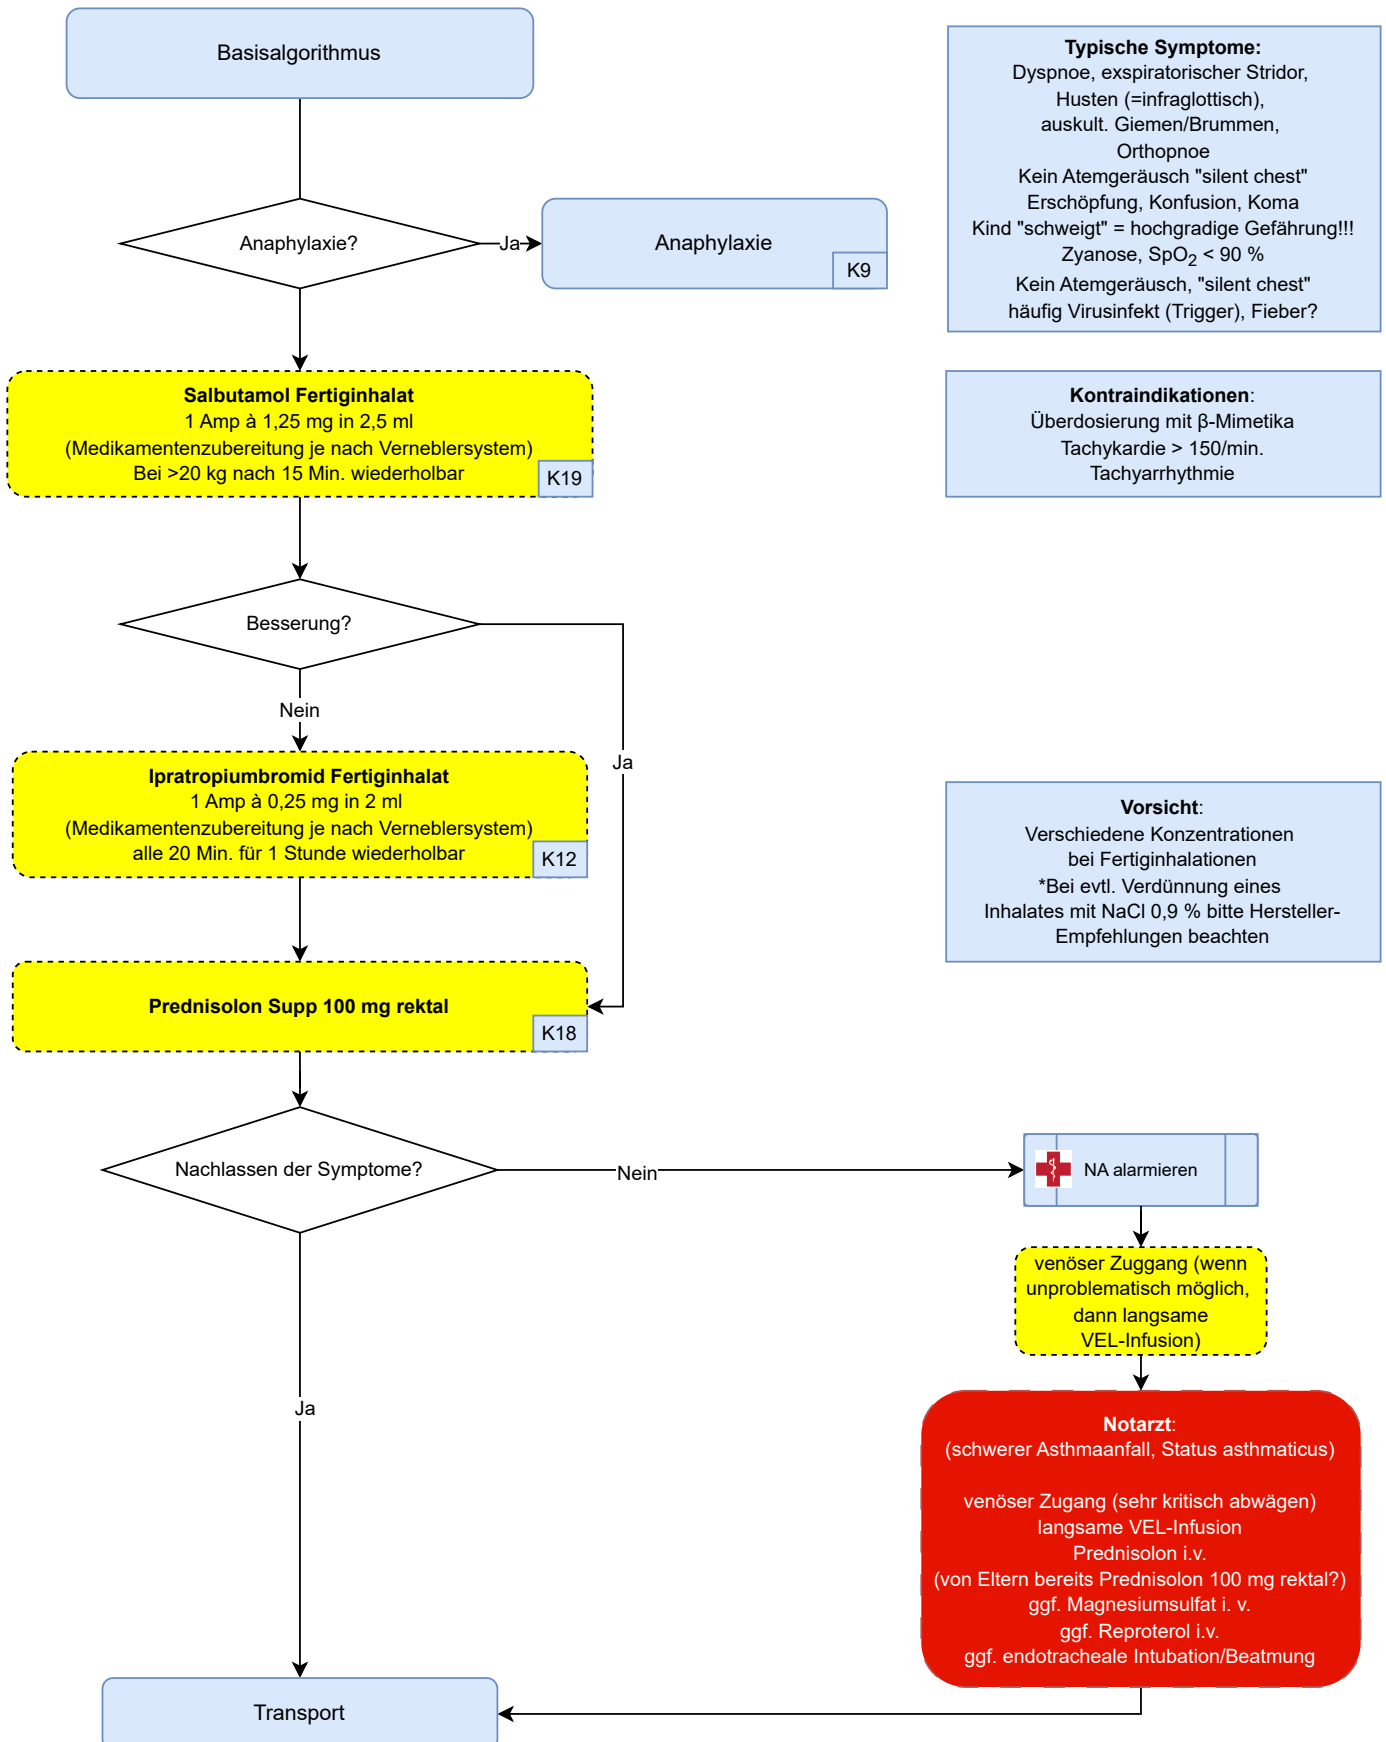 Basisalgorithmus
Typische Symptome:
Dyspnoe, exspiratorischer Stridor,
Husten (=infraglottisch),
auskult. Giemen/Brummen,
Orthopnoe
Kein Atemgeräusch "silent chest"
Erschöpfung, Konfusion, Koma
Kind "schweigt" = hochgradige Gefährung!!!
Zyanose, SpO2 < 90 %
Kein Atemgeräusch, "silent chest"
häufig Virusinfekt (Trigger), Fieber?
Anaphylaxie?
Ja
Anaphylaxie
K9
Salbutamol Fertiginhalat
1 Amp à 1,25 mg in 2,5 ml
(Medikamentenzubereitung je nach Verneblersystem)
Bei >20 kg nach 15 Min. wiederholbar
K19
Kontraindikationen:
Überdosierung mit β-Mimetika
Tachykardie > 150/min.
Tachyarrhythmie
Besserung?
Nein
Ja
Ipratropiumbromid Fertiginhalat
1 Amp à 0,25 mg in 2 ml
(Medikamentenzubereitung je nach Verneblersystem)
alle 20 Min. für 1 Stunde wiederholbar
K12
Vorsicht:
Verschiedene Konzentrationen
bei Fertiginhalationen
*Bei evtl. Verdünnung eines
Inhalates mit NaCl 0,9 % bitte Hersteller-
Empfehlungen beachten
Prednisolon Supp 100 mg rektal
K18
Nachlassen der Symptome?
Nein
NA alarmieren
venöser Zuggang (wenn
unproblematisch möglich,
dann langsame
VEL-Infusion)
Ja
Notarzt:
(schwerer Asthmaanfall, Status asthmaticus)
venöser Zugang (sehr kritisch abwägen)
langsame VEL-Infusion
Prednisolon i.v.
(von Eltern bereits Prednisolon 100 mg rektal?)
ggf. Magnesiumsulfat i. v.
ggf. Reproterol i.v.
ggf. endotracheale Intubation/Beatmung
Transport